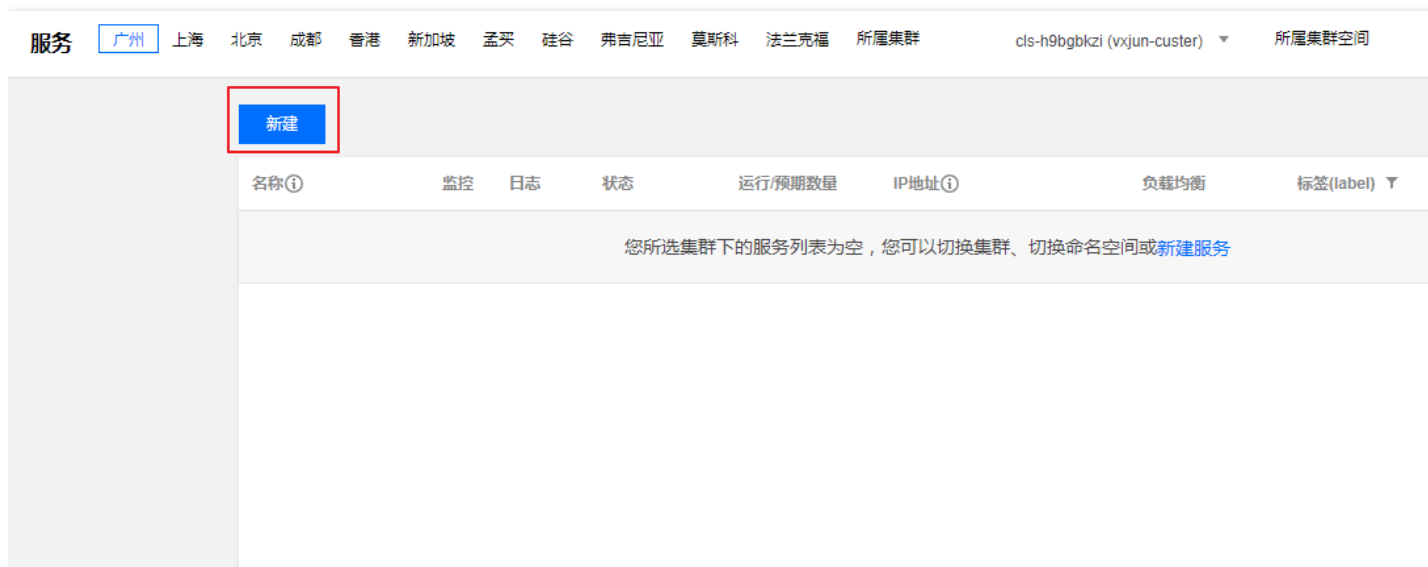 服务 广州 上海 北京 成都 香港 新加坡 孟买 硅谷 弗吉尼亚 莫斯科 法兰克福 所属集群 cls-h9bgbkzi (vxjun-custer) 所属集群空间
新建
名称 监控 日志 状态 运行/预期数量 IP地址 负载均衡 标签(label)
您所选集群下的服务列表为空，您可以切换集群、切换命名空间或新建服务